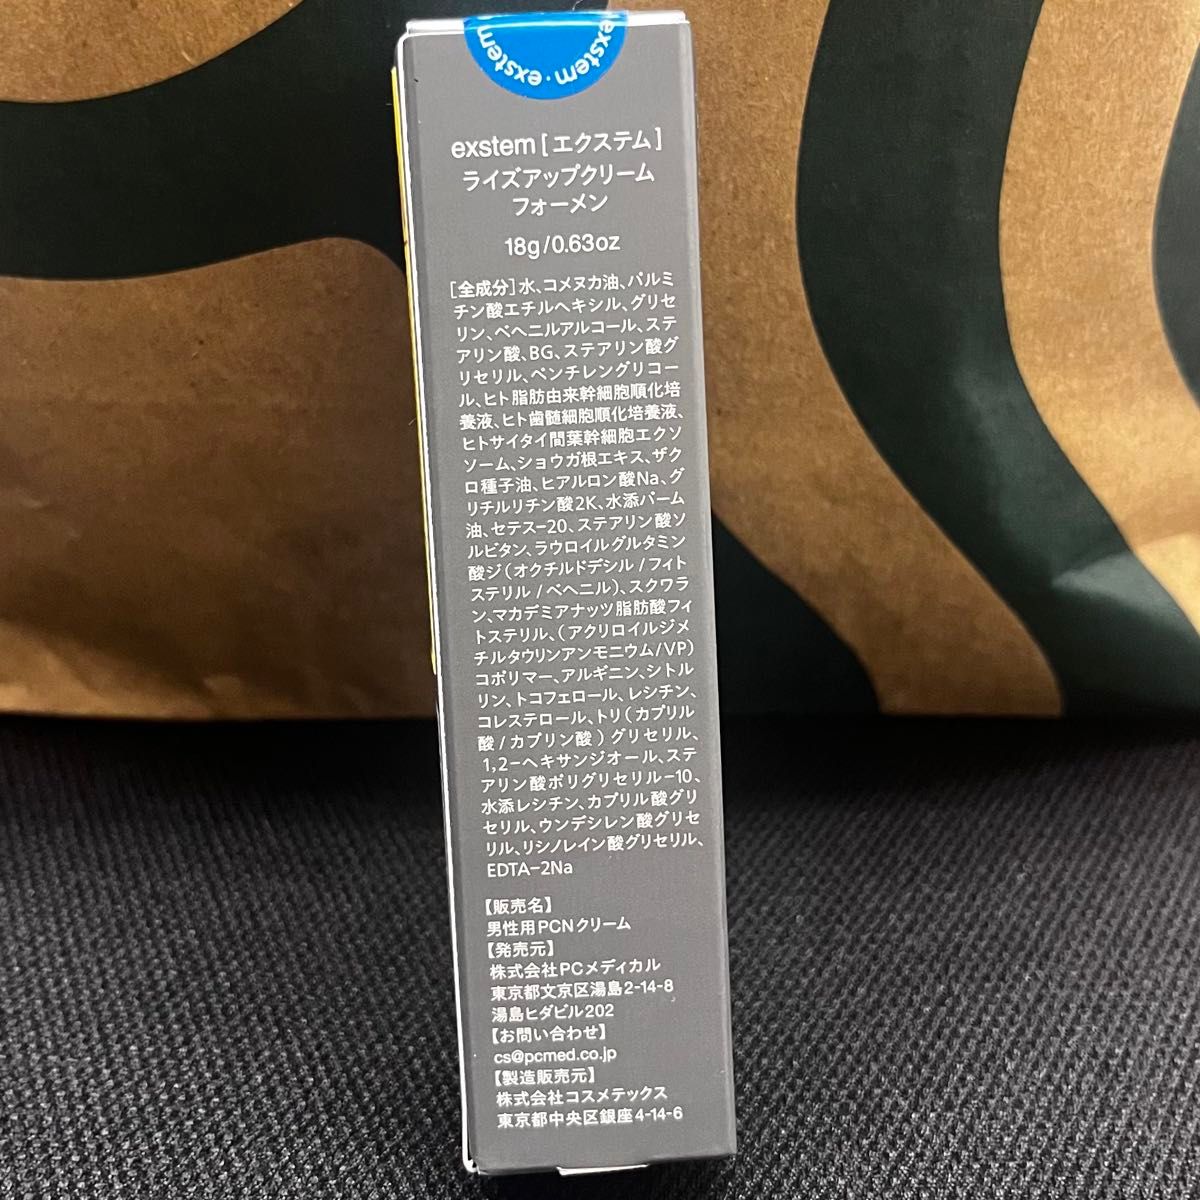 exstem・exstem
exstem [エクステム]
ライズアップクリーム
フォーメン
18g/0.63oz
[全成分]水、コメヌカ油、パルミ
チン酸エチルヘキシル、グリセ
リン、ベヘニルアルコール、ステ
アリン酸、BG、ステアリン酸グ
リセリル、ペンチレングリコー
ル、ヒト脂肪由来幹細胞順化培
養液、ヒト歯髄細胞順化培養液、
ヒトサイタイ間葉幹細胞エクソ
ソーム、ショウガ根エキス、ザク
ロ種子油、ヒアルロン酸Na、グ
リチルリチン酸2K、水添パーム
油、セテス-20、ステアリン酸ソ
ルビタン、ラウロイルグルタミン
酸ジ(オクチルドデシル/フィト
ステリル/ベヘニル)、スクワラ
ン、マカデミアナッツ脂肪酸フィ
トステリル、(アクリロイルジメ
チルタウリンアンモニウム/VP)
コポリマー、アルギニン、シトル
リン、トコフェロール、レシチン、
コレステロール、トリ(カプリル
酸/カプリン酸)グリセリル、
1,2-ヘキサンジオール、ステ
アリン酸ポリグリセリル-10、
水添レシチン、カプリル酸グリ
セリル、ウンデシレン酸グリセ
リル、リシノレイン酸グリセリル、
EDTA-2Na
【販売名】
男性用PCNクリーム
【発売元】
株式会社PCメディカル
東京都文京区湯島2-14-8
湯島ヒダビル202
【お問い合わせ】
cs@pcmed.co.jp
【製造販売元】
株式会社コスメテックス
東京都中央区銀座4-14-6